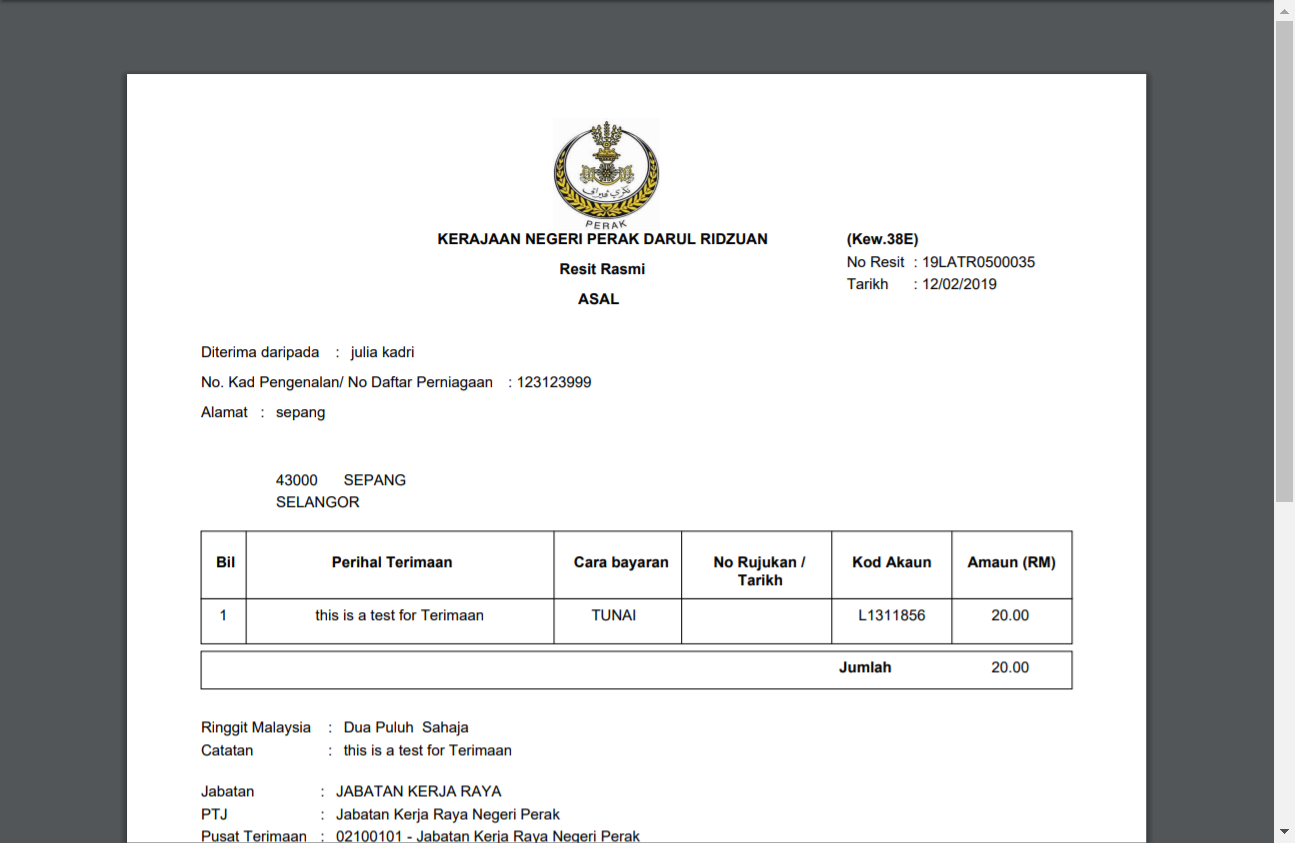 PERAK
KERAJAAN NEGERI PERAK DARUL RIDZUAN
Resit Rasmi
ASAL
(Kew.38E)
No Resit : 19LATR0500035
Tarikh : 12/02/2019
Diterima daripada : julia kadri
No. Kad Pengenalan/ No Daftar Perniagaan : 123123999
Alamat : sepang
43000 SEPANG
SELANGOR
Bil Perihal Terimaan Cara bayaran No Rujukan / Tarikh Kod Akaun Amaun (RM)
1 this is a test for Terimaan TUNAI L1311856 20.00
Jumlah 20.00
Ringgit Malaysia : Dua Puluh Sahaja
Catatan : this is a test for Terimaan
Jabatan : JABATAN KERJA RAYA
PTJ : Jabatan Kerja Raya Negeri Perak
Pusat Terimaan : 02100101 - Jabatan Kerja Raya Negeri Perak